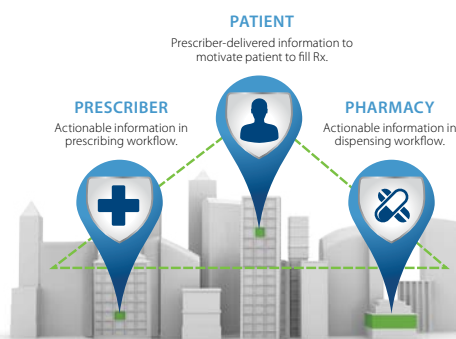 PATIENT
Prescriber-delivered information to
motivate patient to fill Rx.
PRESCRIBER
Actionable information in
prescribing workflow.
PHARMACY
Actionable information in
dispensing workflow.